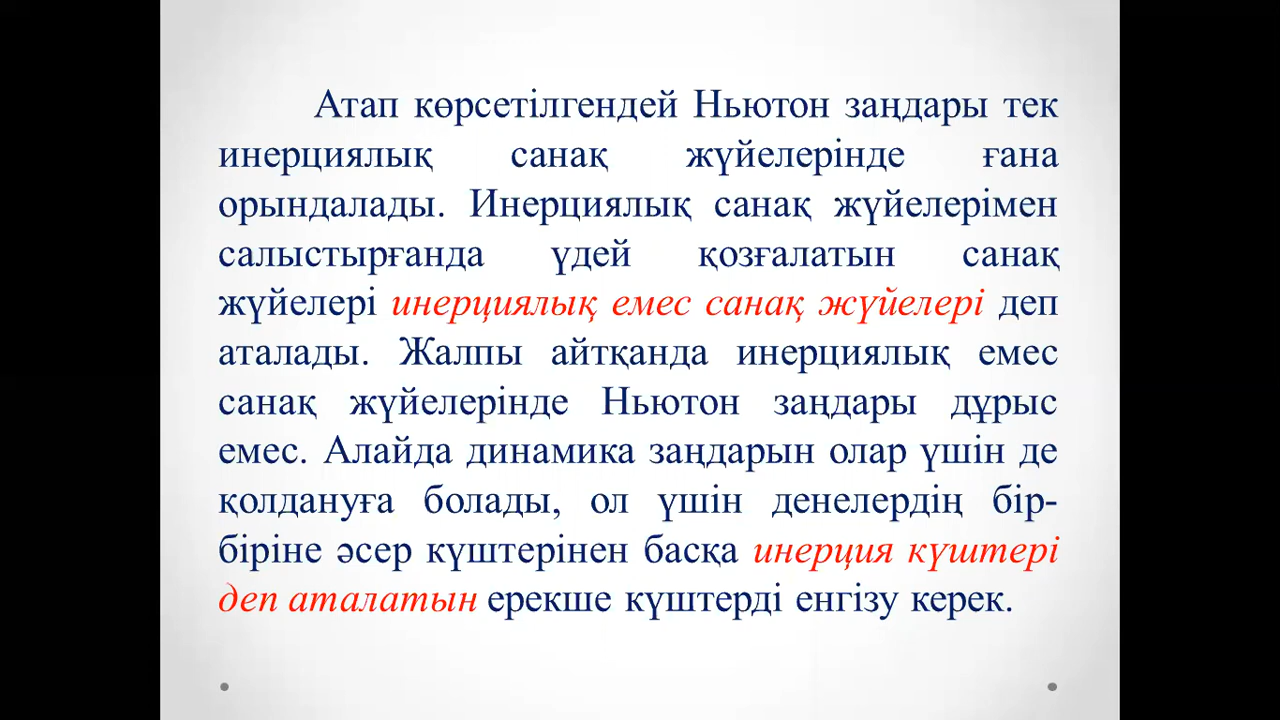 Атап көрсетілгендей Ньютон заңдары тек
инерциялық санақ жүйелерінде ғана
орындалады. Инерциялық санақ жүйелерімен
салыстырғанда үдей қозғалатын санақ
жүйелері инерциялық емес санақ жүйелері деп
аталады. Жалпы айтқанда инерциялық емес
санақ жүйелерінде Ньютон заңдары дұрыс
емес. Алайда динамика заңдарын олар үшін де
қолдануға болады, ол үшін денелердің бір-
біріне әсер күштерінен басқа инерция күштері
деп аталатын ерекше күштерді енгізу керек.